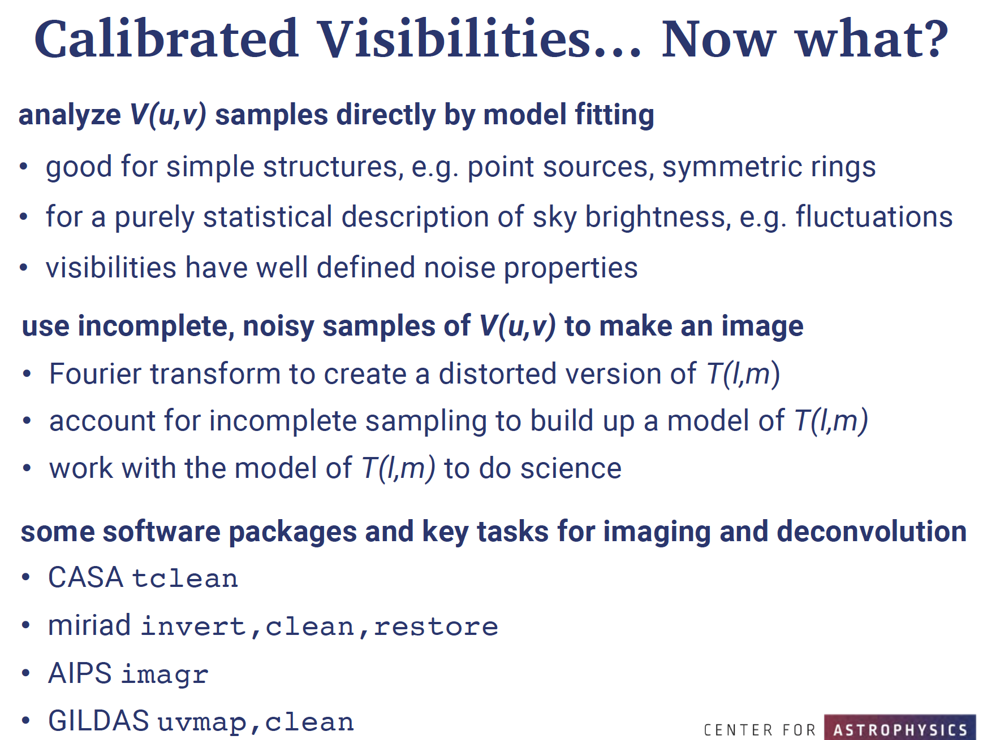 Calibrated Visibilities... Now what?
analyze V(u,v) samples directly by model fitting
• good for simple structures, e.g. point sources, symmetric rings
• for a purely statistical description of sky brightness, e.g. fluctuations
• visibilities have well defined noise properties
use incomplete, noisy samples of V(u,v) to make an image
• Fourier transform to create a distorted version of T(l,m)
• account for incomplete sampling to build up a model of T(l,m)
• work with the model of T(l,m) to do science
some software packages and key tasks for imaging and deconvolution
• CASA tclean
• miriad invert,clean,restore
• AIPS imagr
• GILDAS uvmap,clean
CENTER FOR ASTROPHYSICS